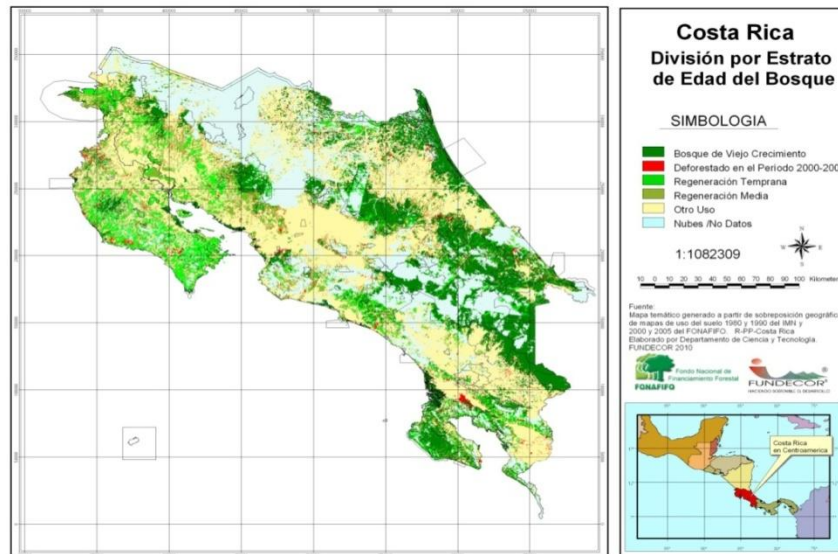 Costa Rica
División por Estrato
de Edad del Bosque
SIMBOLOGIA
Bosque de Viejo Crecimiento
Deforestado en el Periodo 2000-200
Regeneración Temprana
Regeneración Media
Otro Uso
Nubes /No Datos
1:1082309
10 0 10 20 30 40 50 60 70 80 90 100 Kilometer
Fuente:
Mapa temático generado a partir de sobreposición geográfic
de mapas de uso del suelo 1980 y 1990 del IMN y
2000 y 2005 del FONAFIFO. R-PP-Costa Rica
Elaborado por Departamento de Ciencia y Tecnología.
FUNDECOR 2010
Fondo Nacional de
Financiamiento Forestal
FONAFIFO
FUNDECOR
Costa Rica
en Centroamerica